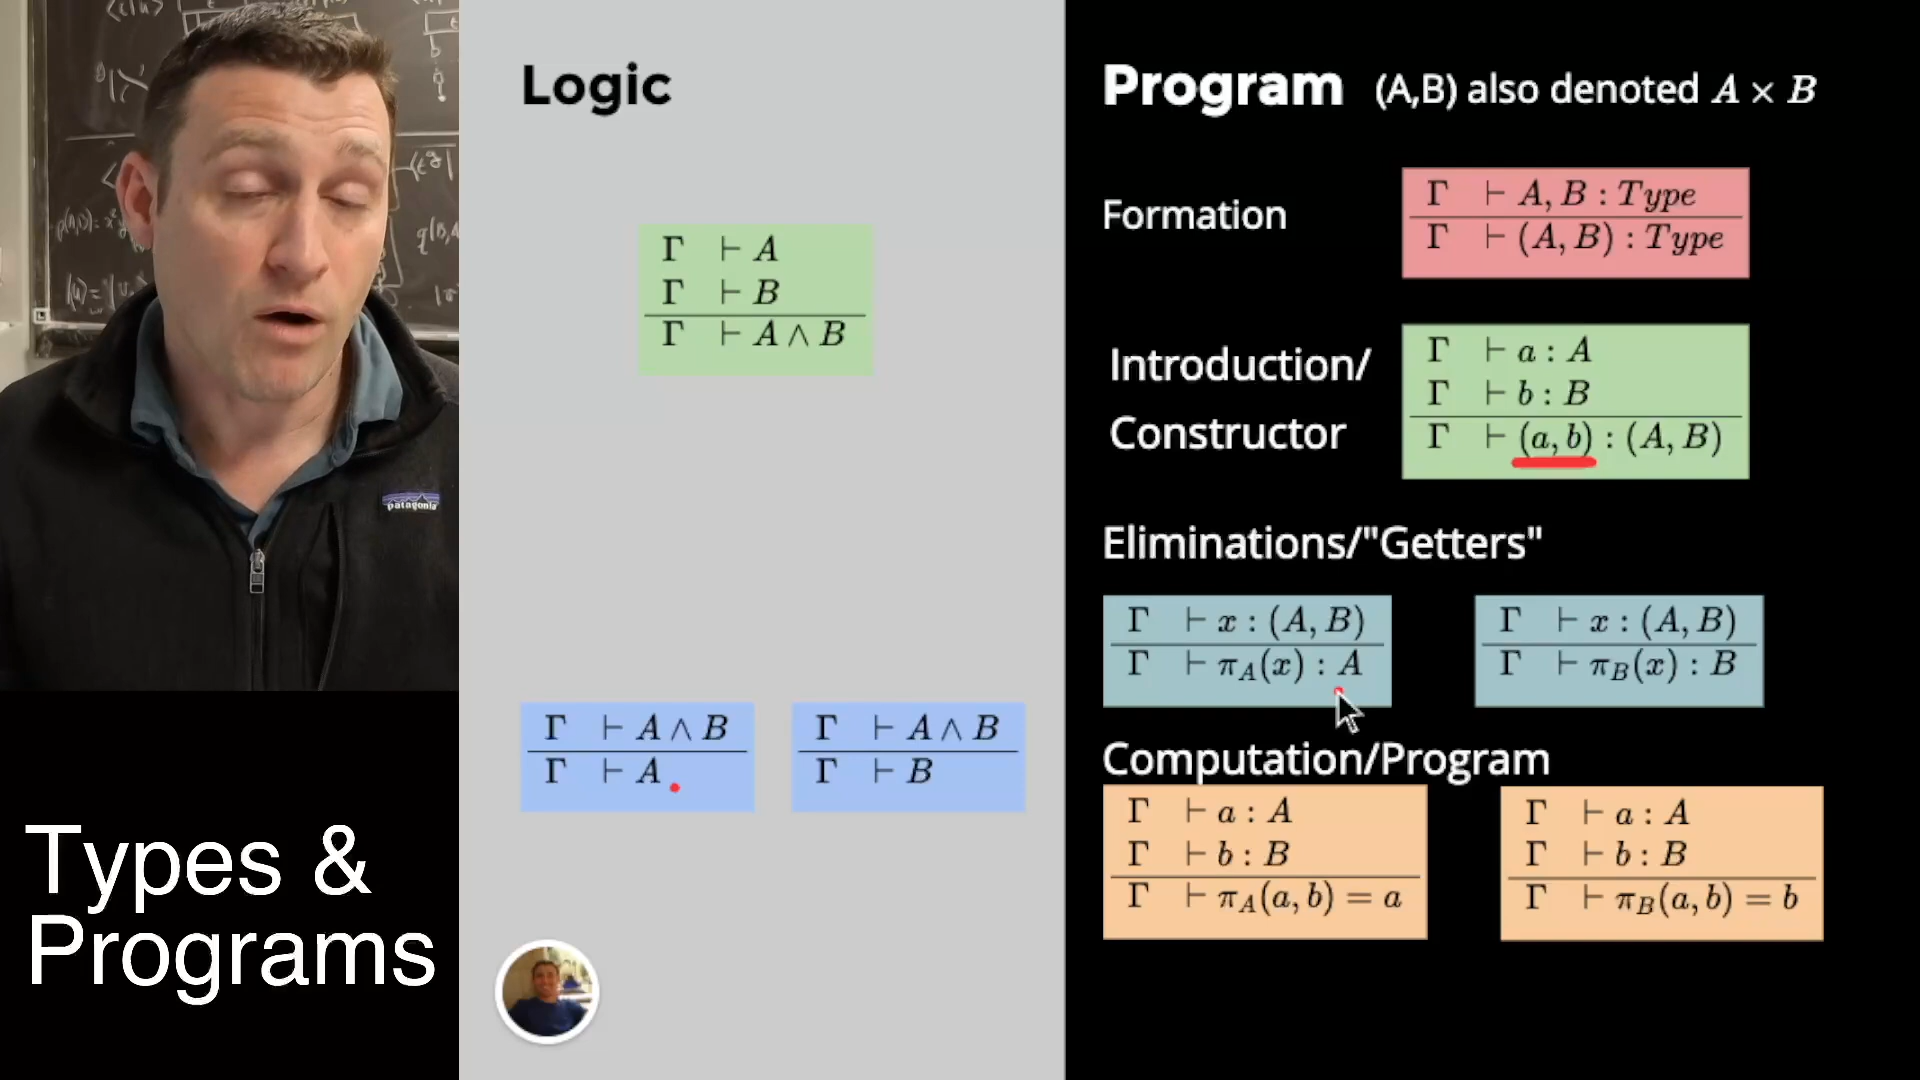 Types &
Programs
patagonia
Logic
Γ ⊢ A
Γ ⊢ B
Γ ⊢ A ∧ B
Γ ⊢ A ∧ B
Γ ⊢ A
Γ ⊢ A ∧ B
Γ ⊢ B
Program (A,B) also denoted A × B
Formation
Γ ⊢ A, B : Type
Γ ⊢ (A, B) : Type
Introduction/
Constructor
Γ ⊢ a : A
Γ ⊢ b : B
Γ ⊢ (a, b) : (A, B)
Eliminations/"Getters"
Γ ⊢ x : (A, B)
Γ ⊢ π_A(x) : A
Γ ⊢ x : (A, B)
Γ ⊢ π_B(x) : B
Computation/Program
Γ ⊢ a : A
Γ ⊢ b : B
Γ ⊢ π_A(a, b) = a
Γ ⊢ a : A
Γ ⊢ b : B
Γ ⊢ π_B(a, b) = b